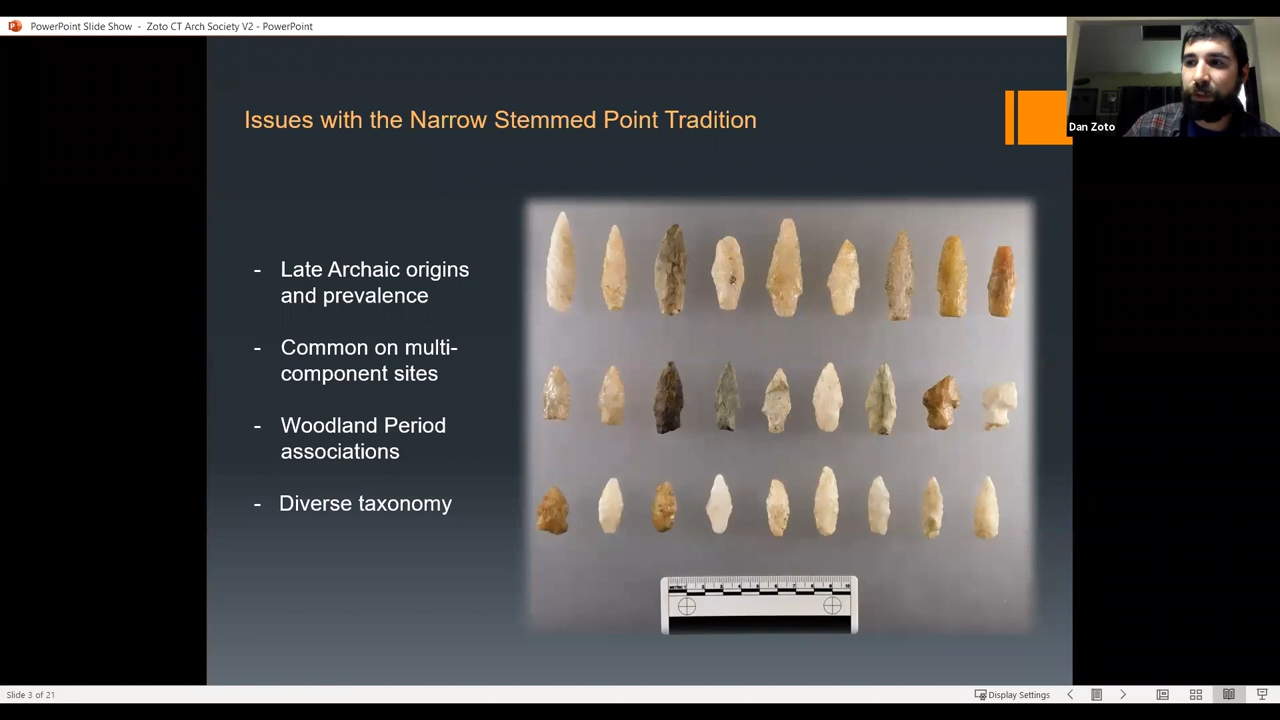 PowerPoint Slide Show - Zoto CT Arch Society V2 - PowerPoint
Dan Zoto
Issues with the Narrow Stemmed Point Tradition
- Late Archaic origins
and prevalence
- Common on multi-
component sites
- Woodland Period
associations
- Diverse taxonomy
Slide 3 of 21
Display Settings